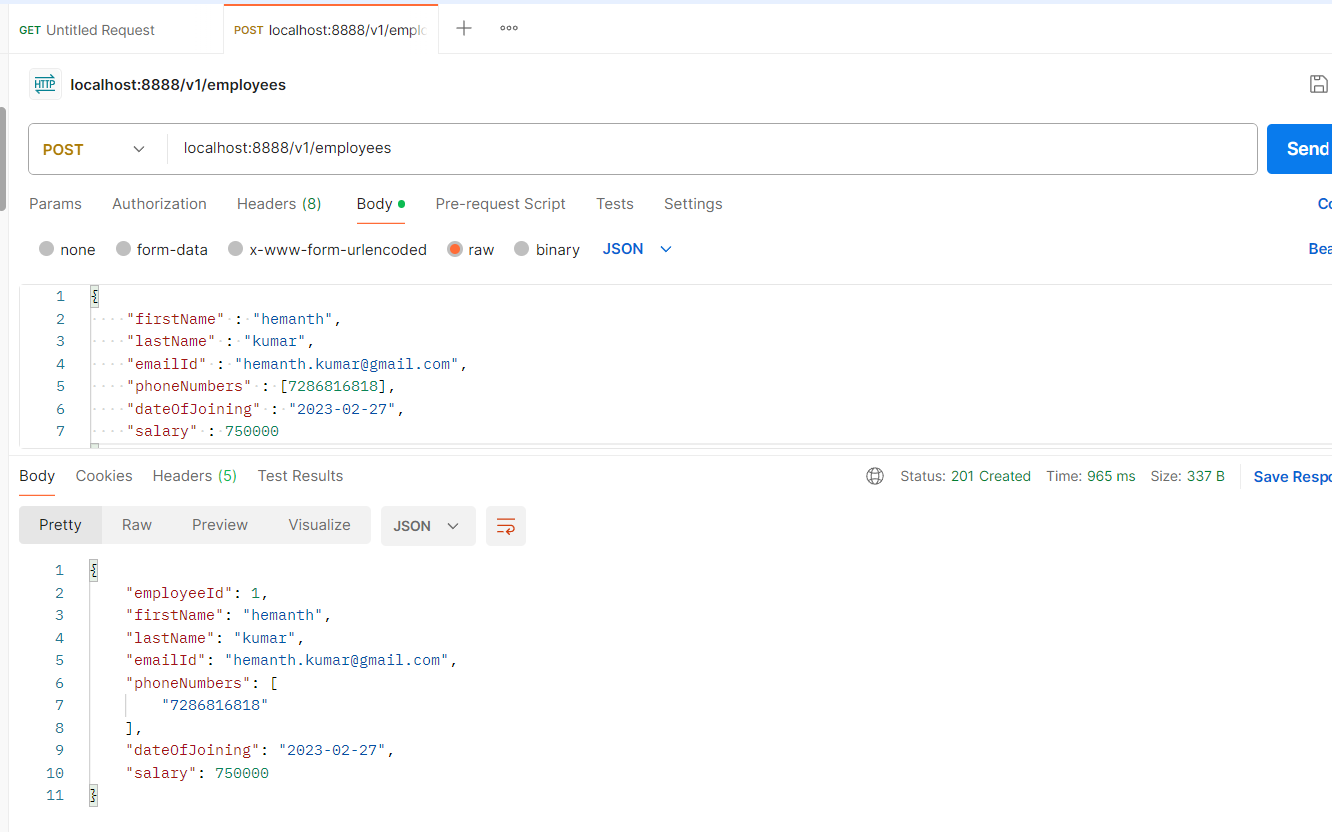 GET Untitled Request POST localhost:8888/v1/empl
localhost:8888/v1/employees
POST localhost:8888/v1/employees Send
Params Authorization Headers (8) Body Pre-request Script Tests Settings
none form-data x-www-form-urlencoded raw binary JSON
1 {
2 "firstName" : "hemanth",
3 "lastName" : "kumar",
4 "emailId" : "hemanth.kumar@gmail.com",
5 "phoneNumbers" : [7286816818],
6 "dateOfJoining" : "2023-02-27",
7 "salary" : 750000
Body Cookies Headers (5) Test Results Status: 201 Created Time: 965 ms Size: 337 B Save Respo
Pretty Raw Preview Visualize JSON
1 {
2 "employeeId": 1,
3 "firstName": "hemanth",
4 "lastName": "kumar",
5 "emailId": "hemanth.kumar@gmail.com",
6 "phoneNumbers": [
7 "7286816818"
8 ],
9 "dateOfJoining": "2023-02-27",
10 "salary": 750000
11 }